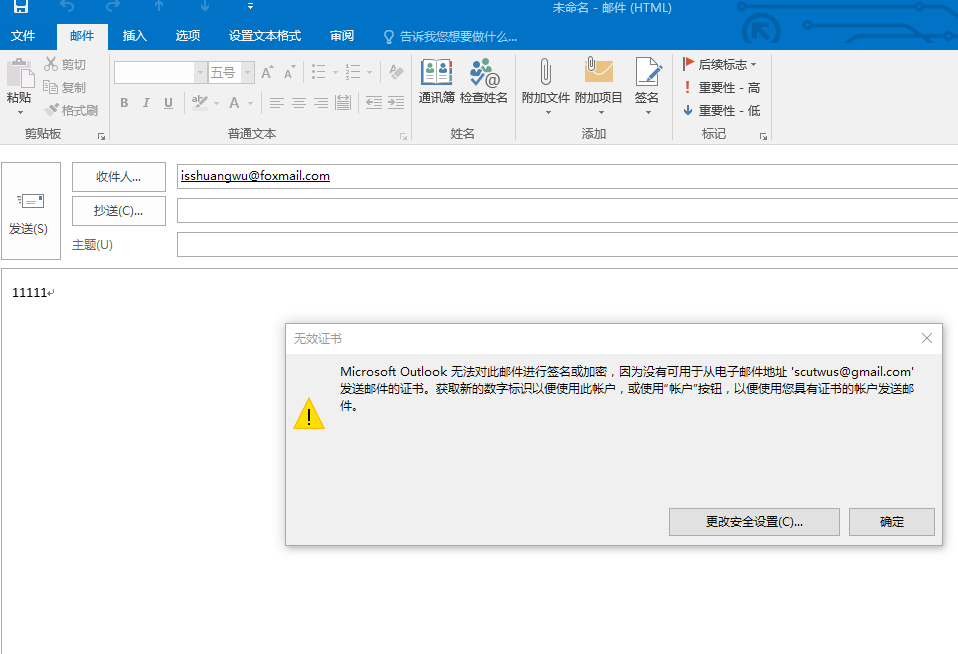 未命名 - 邮件 (HTML)
文件 邮件 插入 选项 设置文本格式 审阅 告诉我您想要做什么...
粘贴
剪切
复制
格式刷
剪贴板
五号
A A
B I U ab A
普通文本
通讯簿 检查姓名
姓名
附加文件 附加项目 签名
添加
后续标志
重要性 - 高
重要性 - 低
标记
发送(S)
收件人... isshuangwu@foxmail.com
抄送(C)...
主题(U)
11111
无效证书
Microsoft Outlook 无法对此邮件进行签名或加密，因为没有可用于从电子邮件地址 'scutwus@gmail.com'
发送邮件的证书。获取新的数字标识以便使用此帐户，或使用“帐户”按钮，以便使用您具有证书的帐户发送邮
件。
更改安全设置(C)... 确定